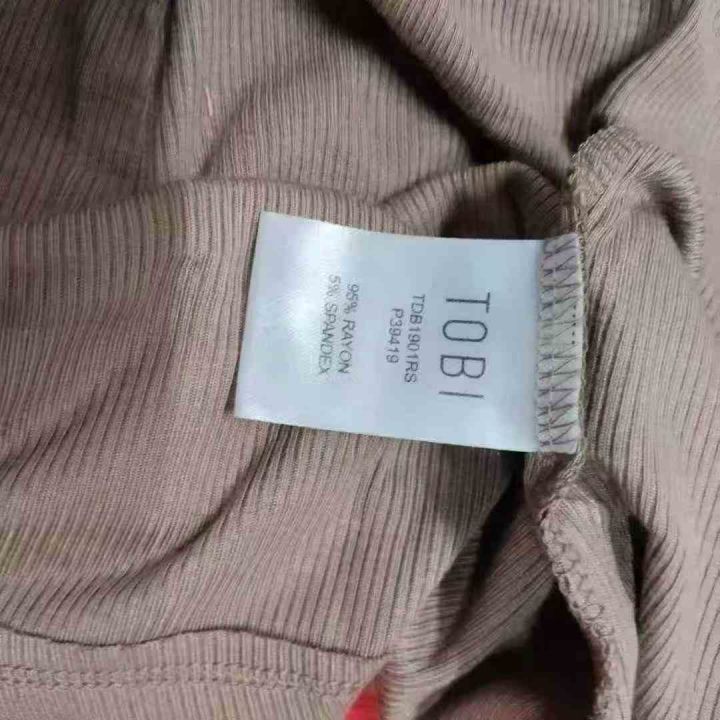 TOBI
TDB1901RS
P39419
95% RAYON
5% SPANDEX